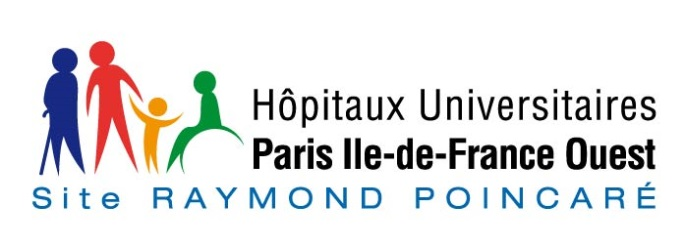 Hôpitaux Universitaires
Paris Ile-de-France Ouest
Site RAYMOND POINCARÉ